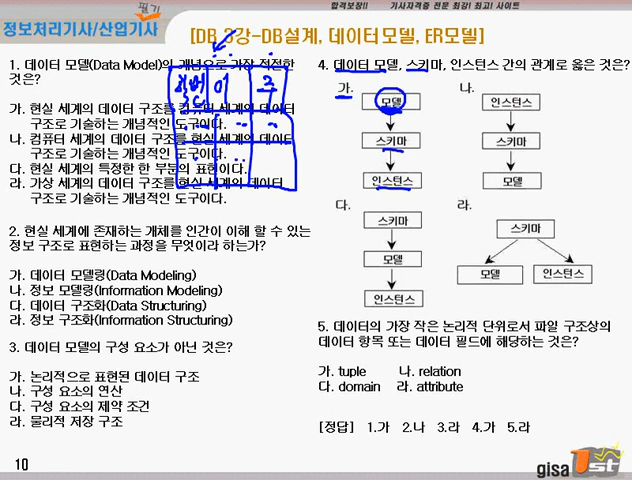 합격보장!! 기사자격증 전문 최강! 최고! 사이트
필기
정보처리기사/산업기사
[DB 3강-DB설계, 데이터모델, ER모델]
1. 데이터 모델(Data Model)의 개념으로 가장 적절한
것은?
가. 현실 세계의 데이터 구조를 컴퓨터 세계의 데이터
구조로 기술하는 개념적인 도구이다.
나. 컴퓨터 세계의 데이터 구조를 현실 세계의 데이터
구조로 기술하는 개념적인 도구이다.
다. 현실 세계의 특정한 한 부분의 표현이다.
라. 가상 세계의 데이터 구조를 현실 세계의 데이터
구조로 기술하는 개념적인 도구이다.
2. 현실 세계에 존재하는 개체를 인간이 이해 할 수 있는
정보 구조로 표현하는 과정을 무엇이라 하는가?
가. 데이터 모델링(Data Modeling)
나. 정보 모델링(Information Modeling)
다. 데이터 구조화(Data Structuring)
라. 정보 구조화(Information Structuring)
3. 데이터 모델의 구성 요소가 아닌 것은?
가. 논리적으로 표현된 데이터 구조
나. 구성 요소의 연산
다. 구성 요소의 제약 조건
라. 물리적 저장 구조
4. 데이터 모델, 스키마, 인스턴스 간의 관계로 옳은 것은?
가.
모델
스키마
인스턴스
나.
인스턴스
스키마
모델
다.
스키마
모델
인스턴스
라.
스키마
모델 인스턴스
5. 데이터의 가장 작은 논리적 단위로서 파일 구조상의
데이터 항목 또는 데이터 필드에 해당하는 것은?
가. tuple 나. relation
다. domain 라. attribute
[정답] 1.가 2.나 3.라 4.가 5.라
10
gisa 1st